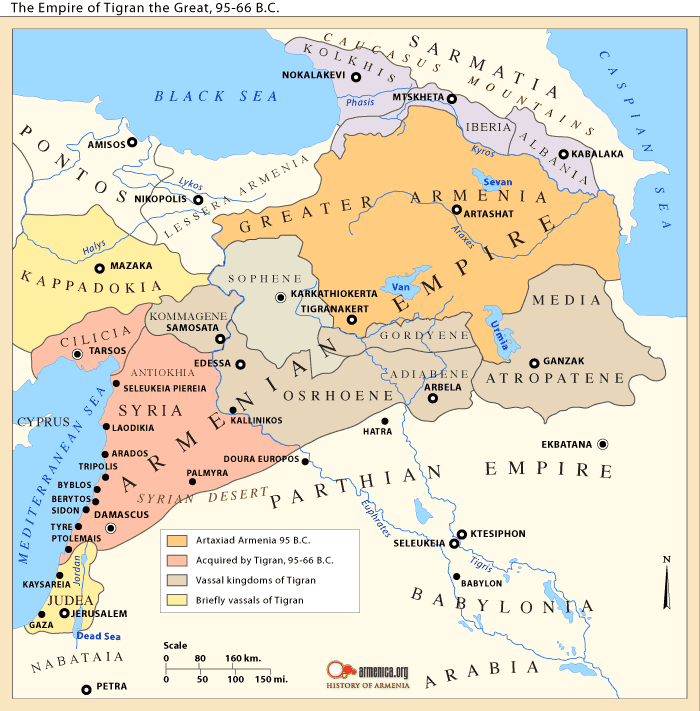 The Empire of Tigran the Great, 95-66 B.C.
SARMATIA
CAUCASUS MOUNTAINS
KOLKHIS
NOKALAKEVI
Phasis
MTSKHETA
IBERIA
ALBANIA
KABALAKA
CASPIAN SEA
BLACK SEA
PONTOS
AMISOS
Lykos
NIKOPOLIS
LESSER ARMENIA
Kyros
Sevan
GREATER ARMENIA
ARTASHAT
Araxes
Halys
MAZAKA
KAPPADOKIA
SOPHENE
KARKATHIOKERTA
TIGRANAKERT
Van
ARMENIAN EMPIRE
Urmia
MEDIA
ATROPATENE
GANZAK
KOMMAGENE
SAMOSATA
GORDYENE
CILICIA
TARSOS
EDESSA
ADIABENE
ARBELA
ANTIOKHIA
SELEUKEIA PIEREIA
OSRHOENE
SYRIA
KALLINIKOS
CYPRUS
MEDITERRANEAN SEA
LAODIKIA
HATRA
EKBATANA
ARADOS
TRIPOLIS
DOURA EUROPOS
PALMYRA
SYRIAN DESERT
PARTHIAN EMPIRE
BYBLOS
BERYTOS
SIDON
DAMASCUS
TYRE
PTOLEMAIS
Euphrates
KTESIPHON
SELEUKEIA
Tigris
BABYLON
BABYLONIA
Jordan
KAYSAREIA
JUDEA
JERUSALEM
GAZA
Dead Sea
NABATAIA
PETRA
ARABIA
Artaxiad Armenia 95 B.C.
Acquired by Tigran, 95-66 B.C.
Vassal kingdoms of Tigran
Briefly vassals of Tigran
N
Scale
0 80 160 km.
0 50 100 150 mi.
armenica.org
HISTORY OF ARMENIA